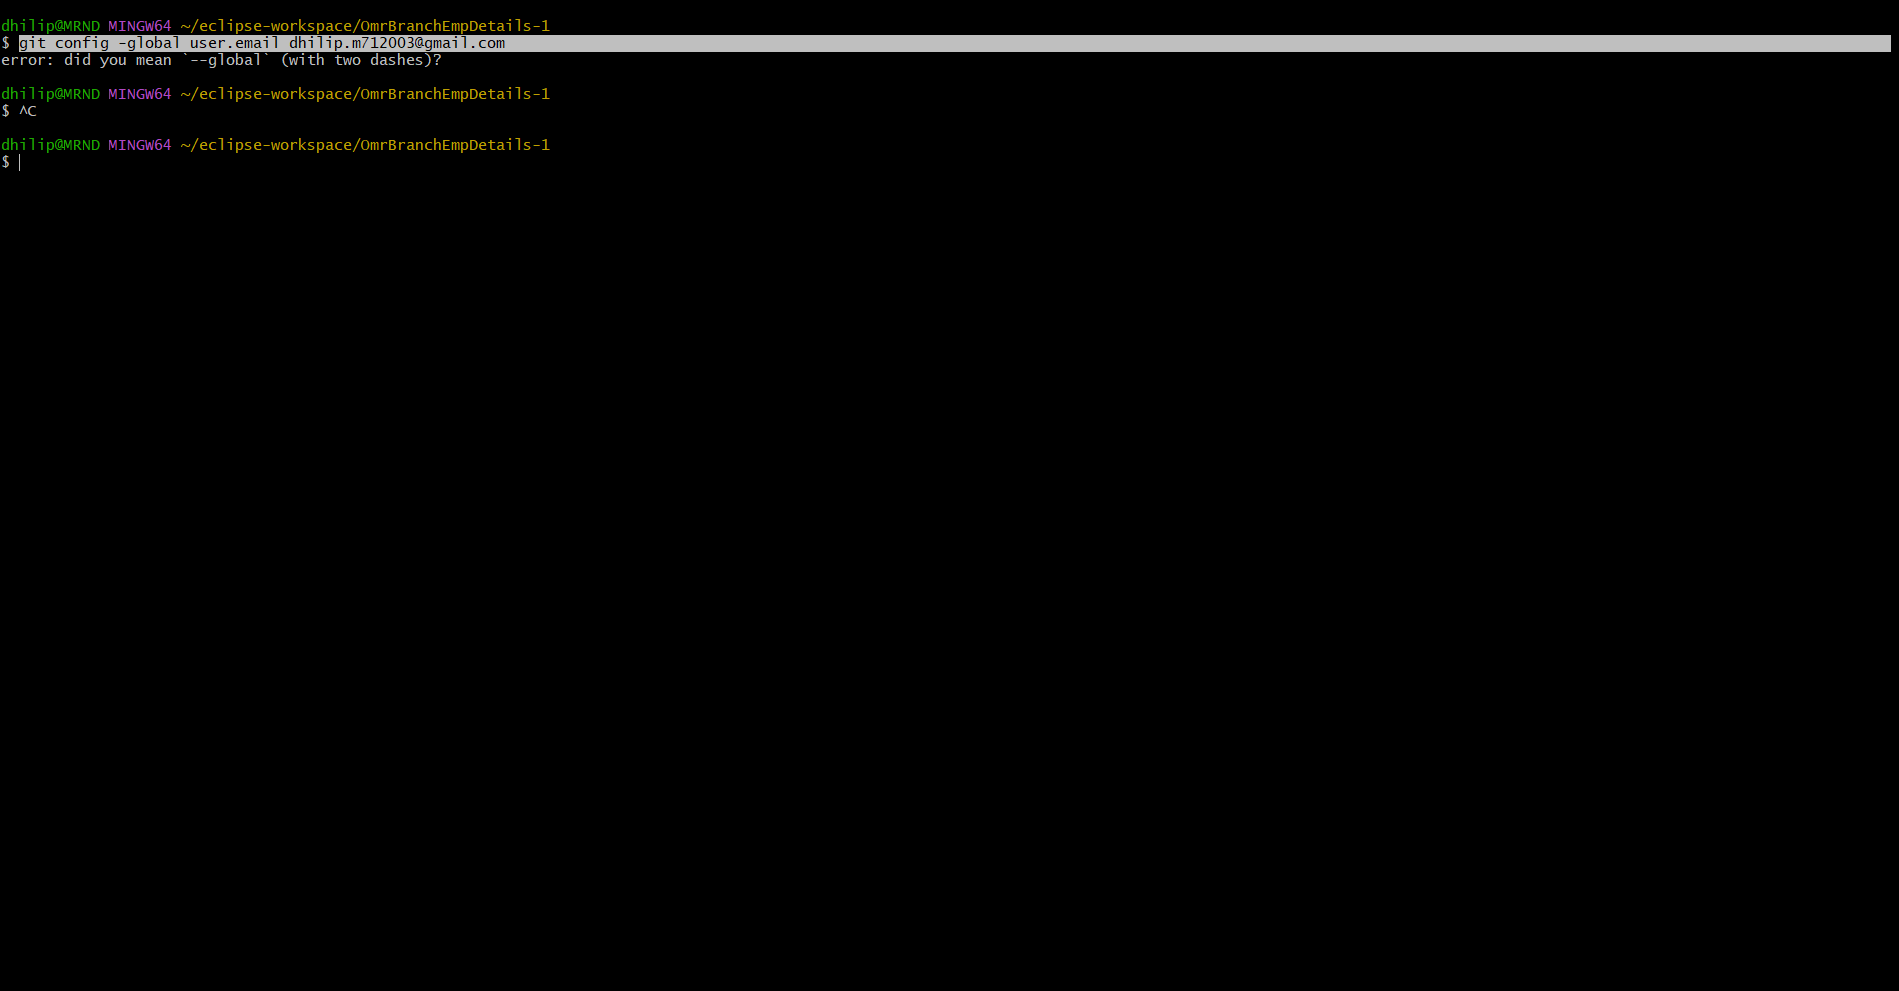 dhilip@MRND MINGW64 ~/eclipse-workspace/OmrBranchEmpDetails-1
$ git config -global user.email dhilip.m712003@gmail.com
error: did you mean `--global` (with two dashes)?
dhilip@MRND MINGW64 ~/eclipse-workspace/OmrBranchEmpDetails-1
$ ^C
dhilip@MRND MINGW64 ~/eclipse-workspace/OmrBranchEmpDetails-1
$